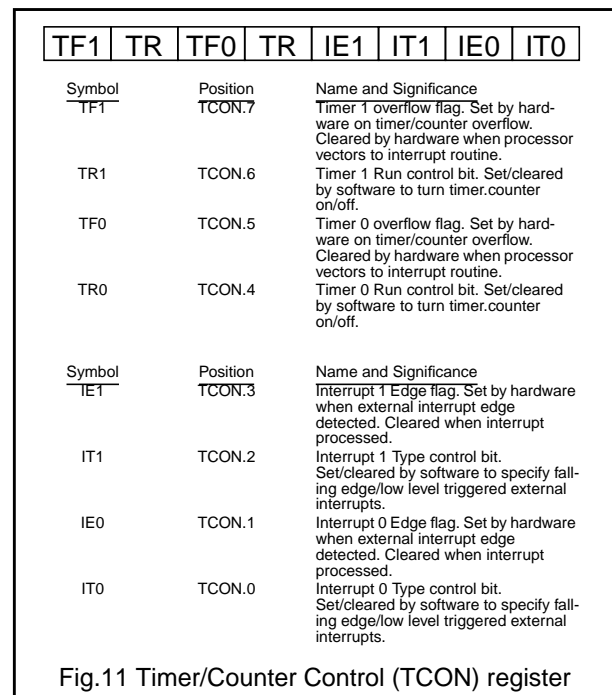 TF1 TR TF0 TR IE1 IT1 IE0 IT0
Symbol Position Name and Significance
TF1 TCON.7 Timer 1 overflow flag. Set by hard-
ware on timer/counter overflow.
Cleared by hardware when processor
vectors to interrupt routine.
TR1 TCON.6 Timer 1 Run control bit. Set/cleared
by software to turn timer.counter
on/off.
TF0 TCON.5 Timer 0 overflow flag. Set by hard-
ware on timer/counter overflow.
Cleared by hardware when processor
vectors to interrupt routine.
TR0 TCON.4 Timer 0 Run control bit. Set/cleared
by software to turn timer.counter
on/off.
Symbol Position Name and Significance
IE1 TCON.3 Interrupt 1 Edge flag. Set by hardware
when external interrupt edge
detected. Cleared when interrupt
processed.
IT1 TCON.2 Interrupt 1 Type control bit.
Set/cleared by software to specify fall-
ing edge/low level triggered external
interrupts.
IE0 TCON.1 Interrupt 0 Edge flag. Set by hardware
when external interrupt edge
detected. Cleared when interrupt
processed.
IT0 TCON.0 Interrupt 0 Type control bit.
Set/cleared by software to specify fall-
ing edge/low level triggered external
interrupts.
Fig.11 Timer/Counter Control (TCON) register